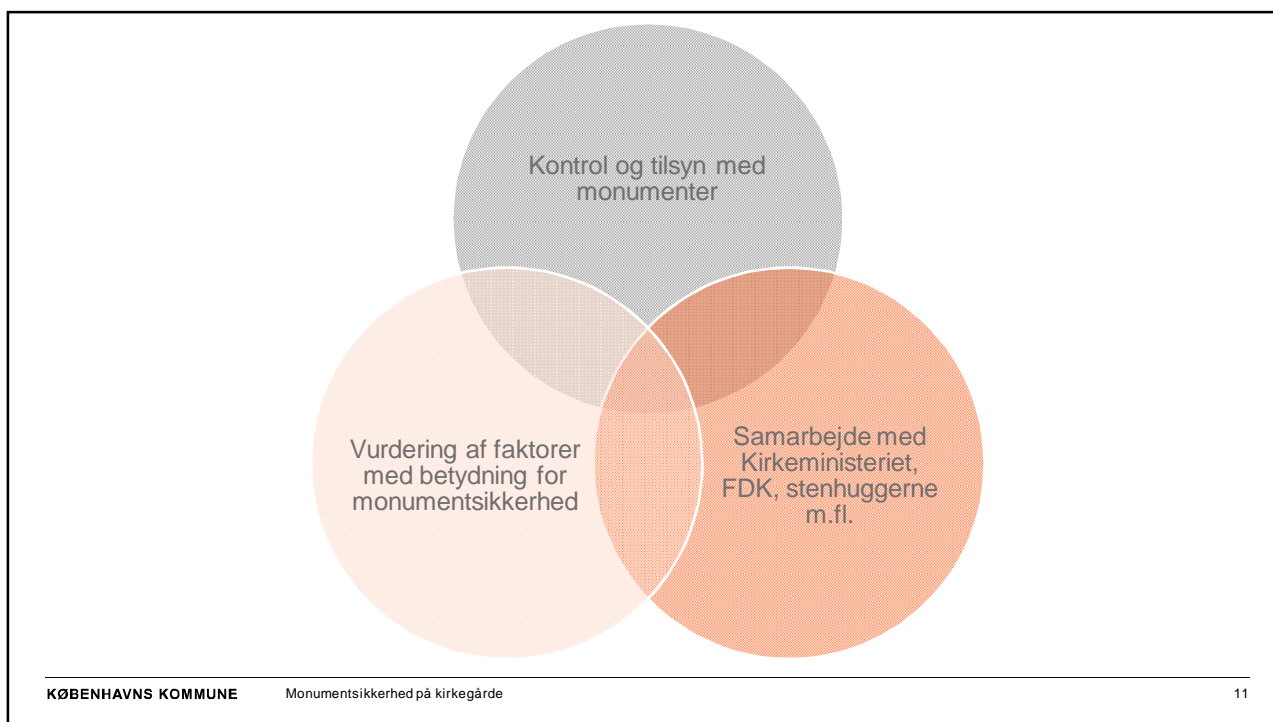 Kontrol og tilsyn med
monumenter
Vurdering af faktorer
med betydning for
monumentsikkerhed
Samarbejde med
Kirkeministeriet,
FDK, stenhuggerne
m.fl.
KØBENHAVNS KOMMUNE Monumentsikkerhed på kirkegårde 11